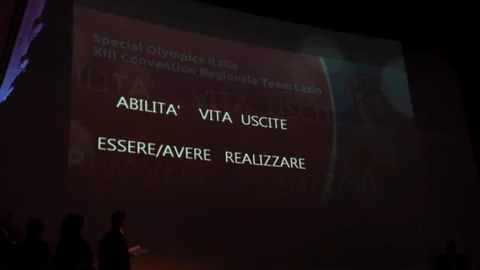 Special Olympics Italia
XIII Convention Regionale Team Lazio
ABILITA' VITA USCITE
ESSERE/AVERE REALIZZARE